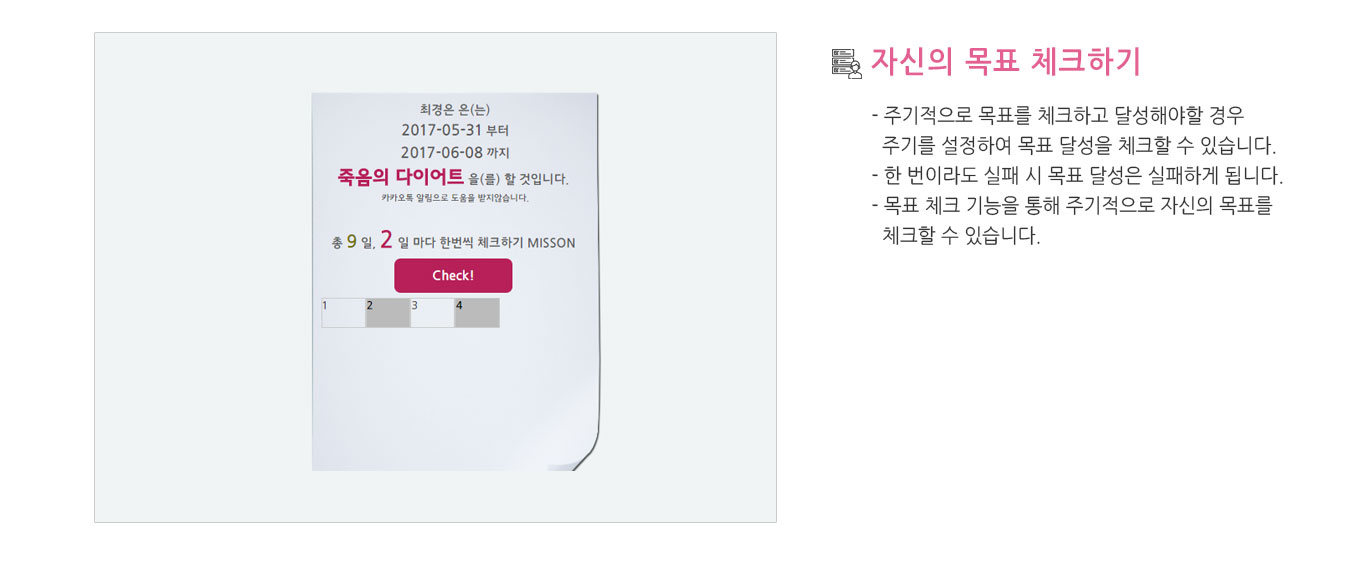 최경은 은(는)
2017-05-31 부터
2017-06-08 까지
죽음의 다이어트 을(를) 할 것입니다.
카카오톡 알림으로 도움을 받지않습니다.
총 9 일, 2 일 마다 한번씩 체크하기 MISSON
Check!
1 2 3 4
자신의 목표 체크하기
- 주기적으로 목표를 체크하고 달성해야할 경우
주기를 설정하여 목표 달성을 체크할 수 있습니다.
- 한 번이라도 실패 시 목표 달성은 실패하게 됩니다.
- 목표 체크 기능을 통해 주기적으로 자신의 목표를
체크할 수 있습니다.